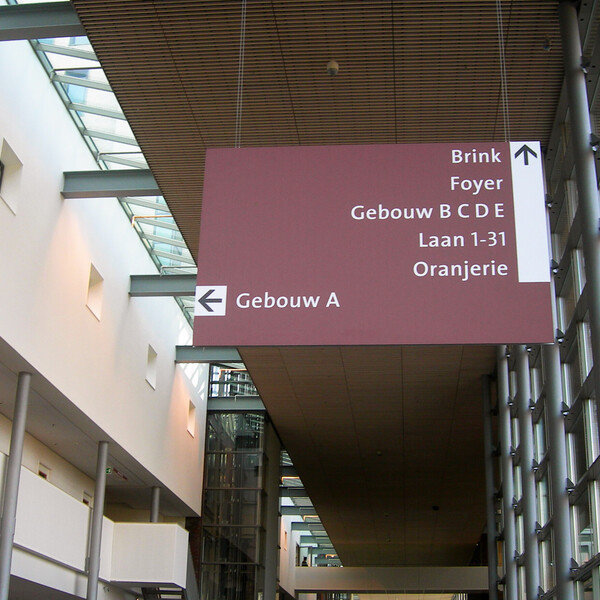 Brink
Foyer
Gebouw B C D E
Laan 1-31
Oranjerie
Gebouw A